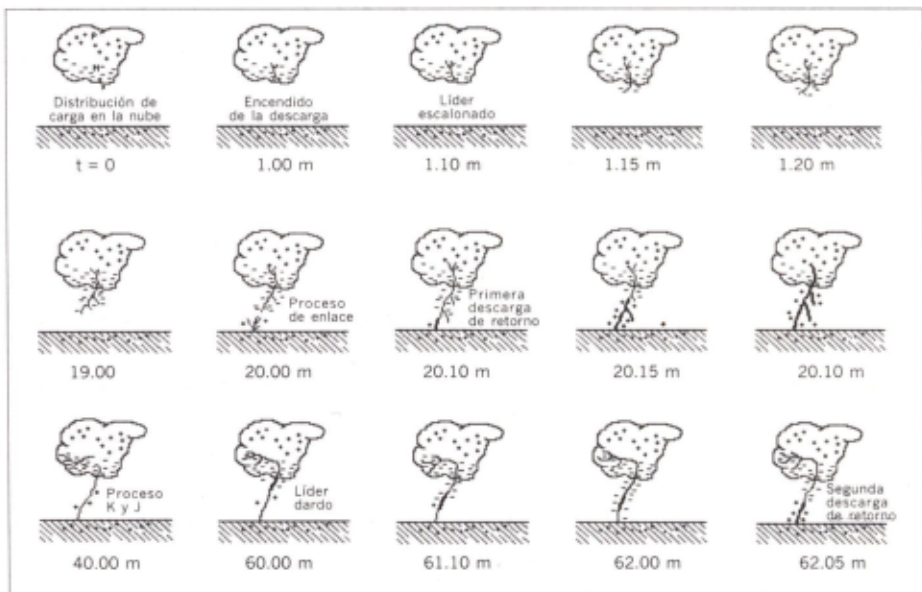 Distribución de
carga en la nube
t = 0
Encendido
de la descarga
1.00 m
Líder
escalonado
1.10 m
1.15 m
1.20 m
19.00
Proceso
de enlace
20.00 m
Primera
descarga
de retorno
20.10 m
20.15 m
20.10 m
Proceso
K y J
40.00 m
Líder
dardo
60.00 m
61.10 m
62.00 m
Segunda
descarga
de retorno
62.05 m